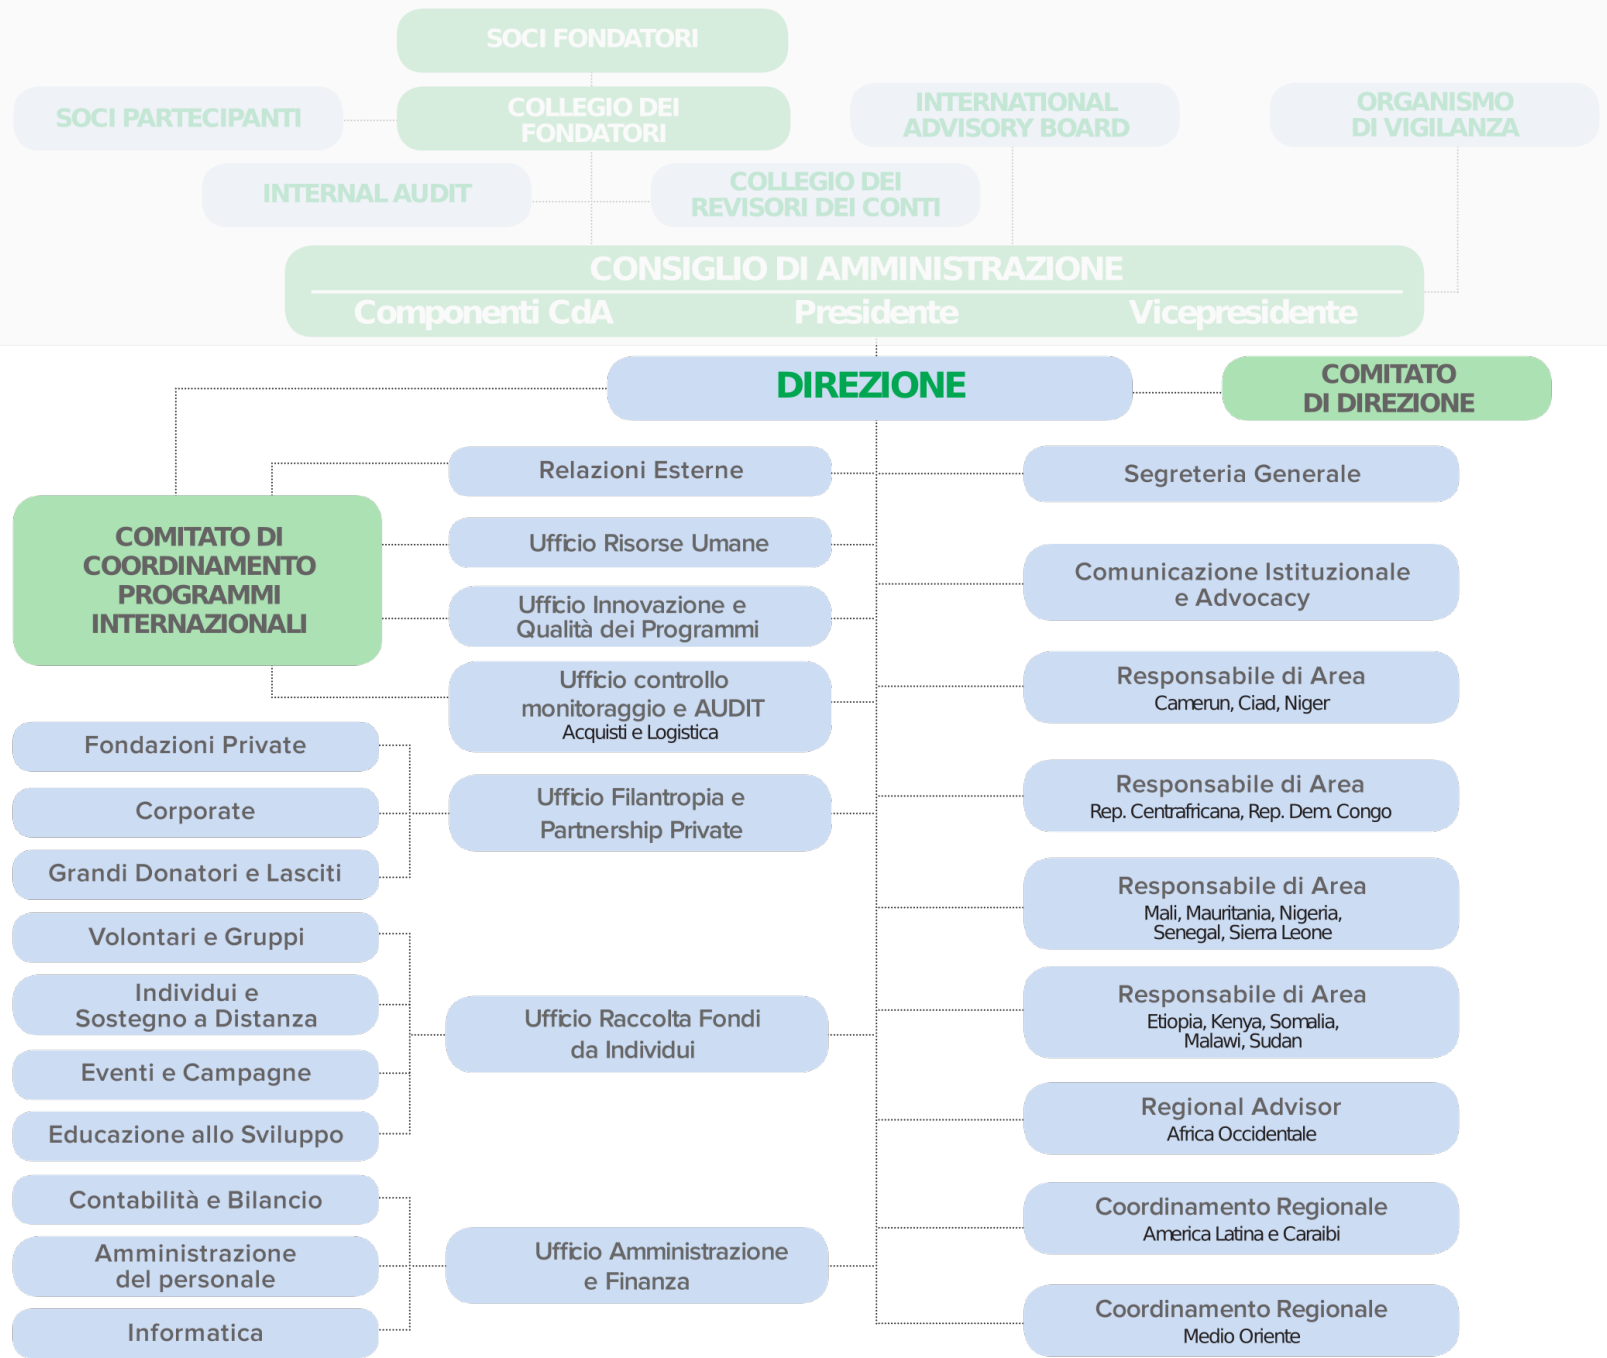 SOCI FONDATORI
SOCI PARTECIPANTI
COLLEGIO DEI
FONDATORI
INTERNATIONAL
ADVISORY BOARD
ORGANISMO
DI VIGILANZA
INTERNAL AUDIT
COLLEGIO DEI
REVISORI DEI CONTI
CONSIGLIO DI AMMINISTRAZIONE
Componenti CdA Presidente Vicepresidente
DIREZIONE
COMITATO
DI DIREZIONE
COMITATO DI
COORDINAMENTO
PROGRAMMI
INTERNAZIONALI
Relazioni Esterne
Ufficio Risorse Umane
Ufficio Innovazione e
Qualità dei Programmi
Ufficio controllo
monitoraggio e AUDIT
Acquisti e Logistica
Fondazioni Private
Corporate
Grandi Donatori e Lasciti
Ufficio Filantropia e
Partnership Private
Volontari e Gruppi
Individui e
Sostegno a Distanza
Eventi e Campagne
Educazione allo Sviluppo
Ufficio Raccolta Fondi
da Individui
Contabilità e Bilancio
Amministrazione
del personale
Informatica
Ufficio Amministrazione
e Finanza
Segreteria Generale
Comunicazione Istituzionale
e Advocacy
Responsabile di Area
Camerun, Ciad, Niger
Responsabile di Area
Rep. Centrafricana, Rep. Dem. Congo
Responsabile di Area
Mali, Mauritania, Nigeria,
Senegal, Sierra Leone
Responsabile di Area
Etiopia, Kenya, Somalia,
Malawi, Sudan
Regional Advisor
Africa Occidentale
Coordinamento Regionale
America Latina e Caraibi
Coordinamento Regionale
Medio Oriente